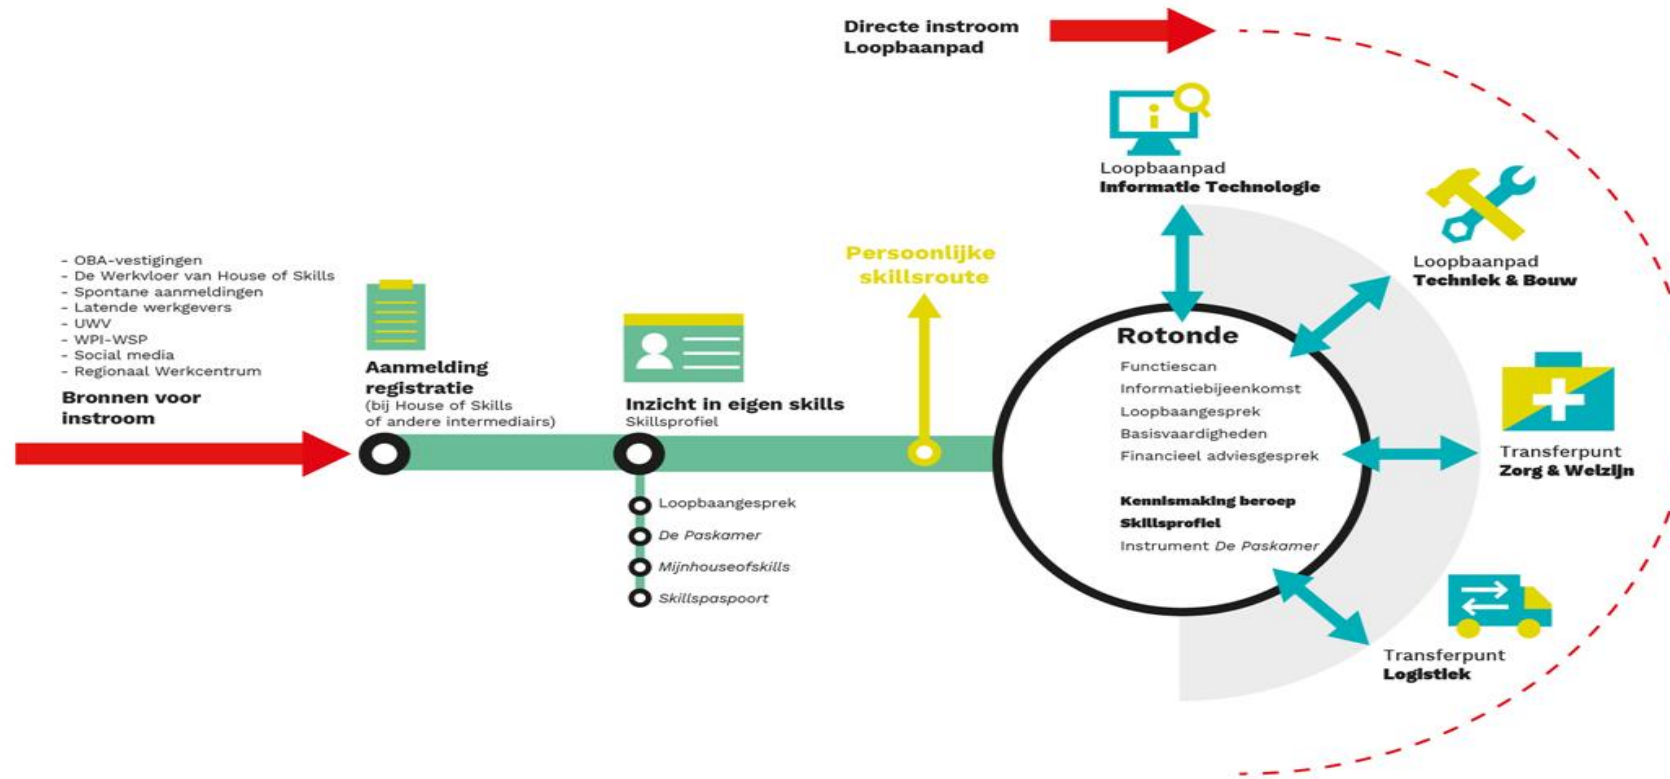 Directe instroom
Loopbaanpad
Loopbaanpad
Informatie Technologie
Loopbaanpad
Techniek & Bouw
Transferpunt
Zorg & Welzijn
Transferpunt
Logistiek
- OBA-vestigingen
- De Werkvloer van House of Skills
- Spontane aanmeldingen
- Latende werkgevers
- UWV
- WPI-WSP
- Social media
- Regionaal Werkcentrum
Bronnen voor
instroom
Aanmelding
registratie
(bij House of Skills
of andere intermediairs)
Inzicht in eigen skills
Skillsprofiel
Loopbaangesprek
De Paskamer
Mijnhouseofskills
Skillspaspoort
Persoonlijke
skillsroute
Rotonde
Functiescan
Informatiebijeenkomst
Loopbaangesprek
Basisvaardigheden
Financieel adviesgesprek
Kennismaking beroep
Skillsprofiel
Instrument De Paskamer